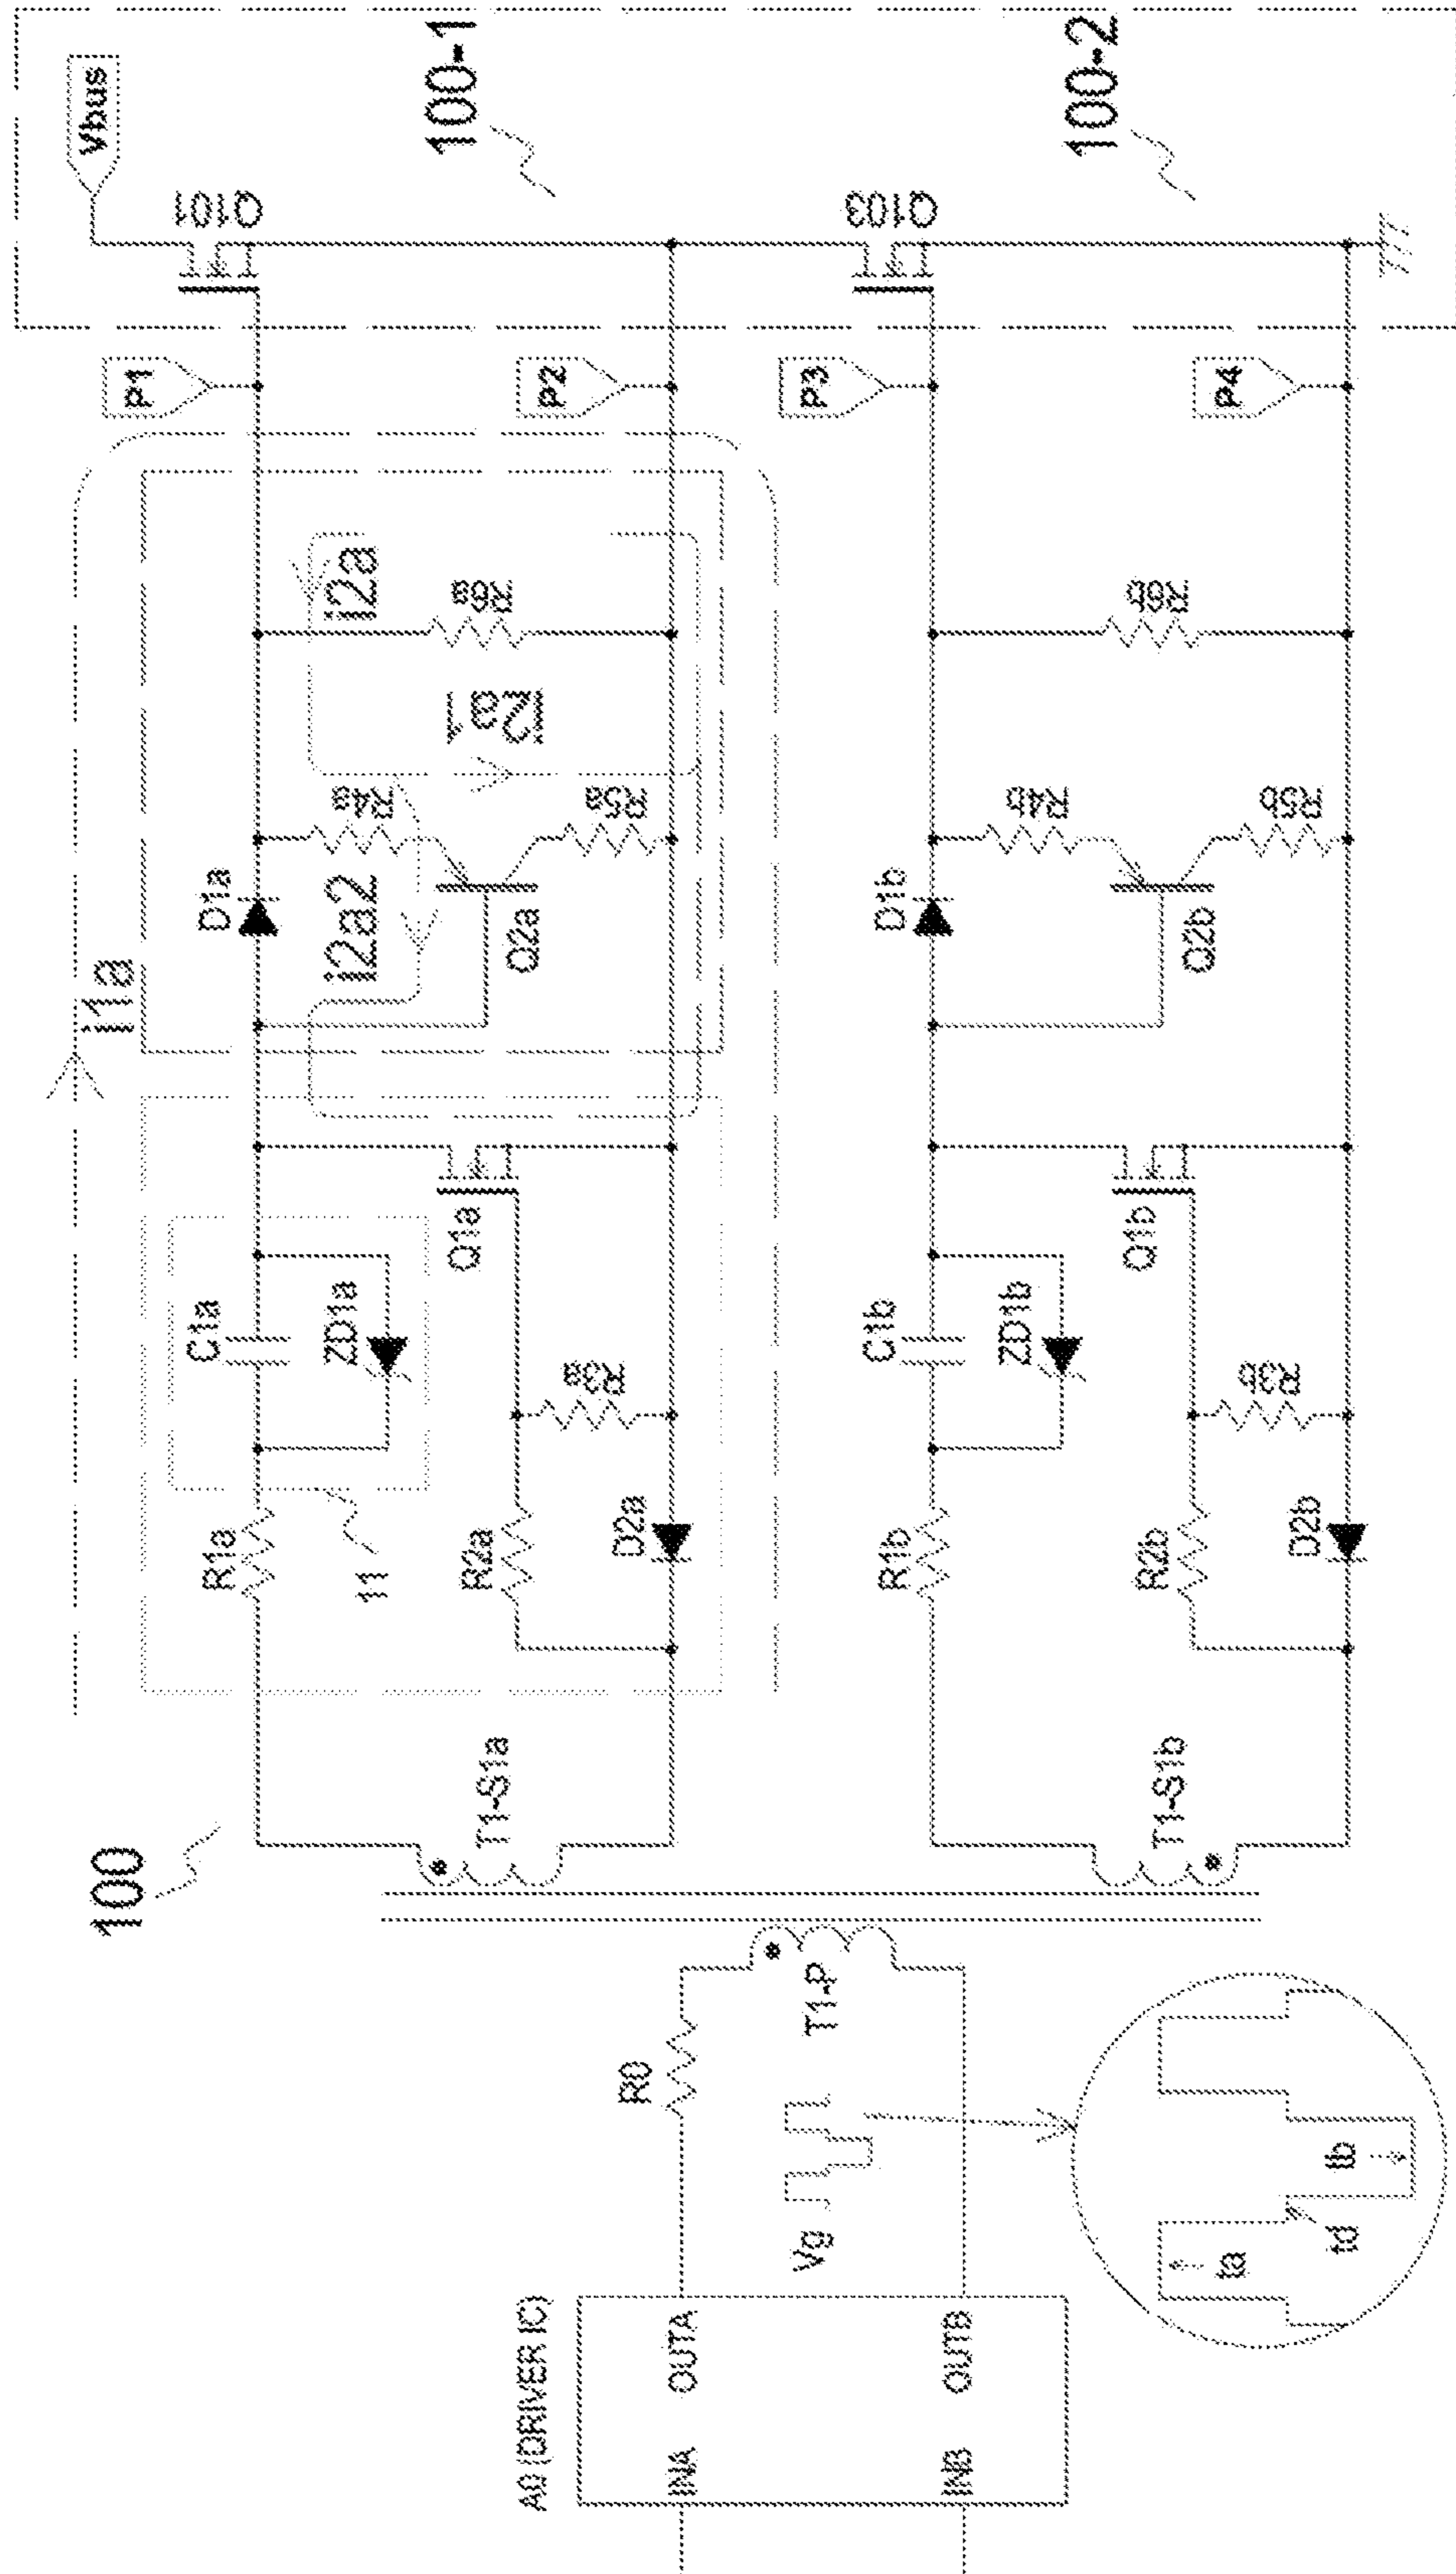 100
A0 (DRIVER IC)
INA
OUTA
INB
OUTB
R0
Vg
T1-P
ta
td
tb
T1-S1a
T1-S1b
i1a
R1a
11
C1a
ZD1a
R2a
R3a
D2a
Q1a
D1a
i2a2
Q2a
R4a
R5a
i2a1
i2a
R6a
P1
P2
Vbus
Q101
100-1
R1b
C1b
ZD1b
R2b
R3b
D2b
Q1b
D1b
Q2b
R4b
R5b
R6b
P3
P4
Q103
100-2